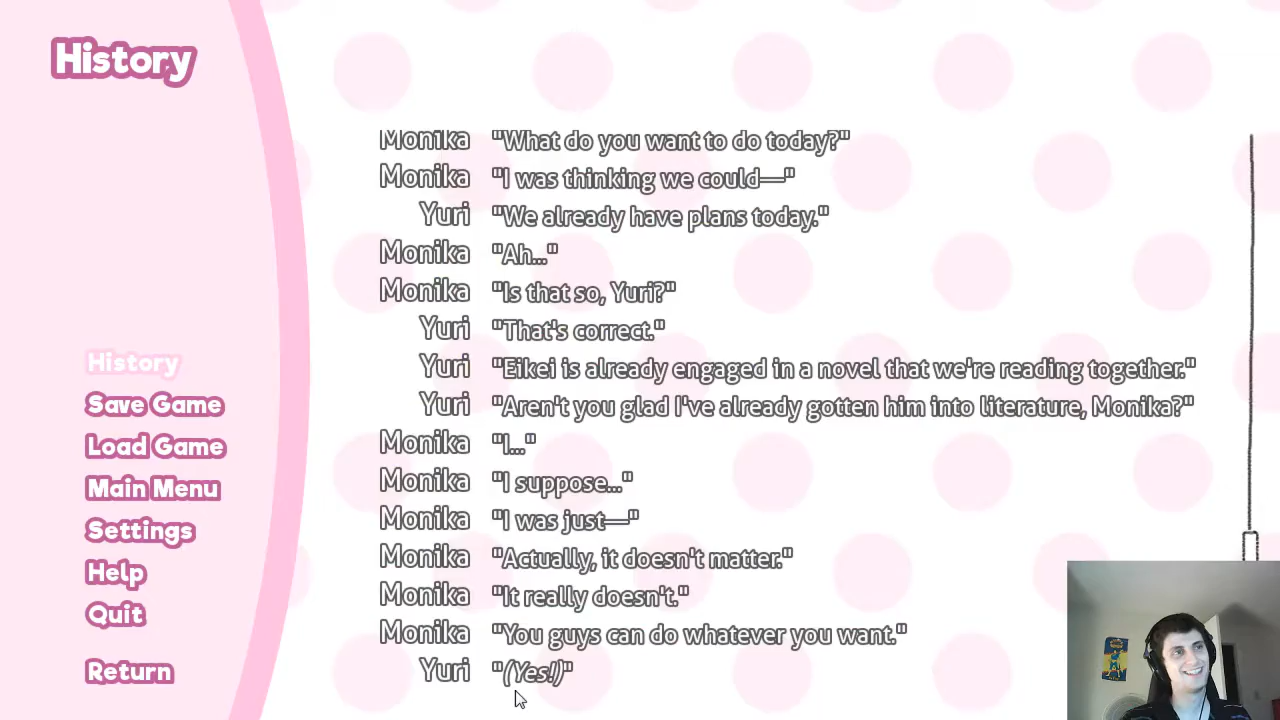 History
Monika "What do you want to do today?"
Monika "I was thinking we could—"
Yuri "We already have plans today."
Monika "Ah..."
Monika "Is that so, Yuri?"
Yuri "That's correct."
Yuri "Eikei is already engaged in a novel that we're reading together."
Yuri "Aren't you glad I've already gotten him into literature, Monika?"
Monika "I..."
Monika "I suppose..."
Monika "I was just—"
Monika "Actually, it doesn't matter."
Monika "It really doesn't."
Monika "You guys can do whatever you want."
Yuri "(Yes!)"
History
Save Game
Load Game
Main Menu
Settings
Help
Quit
Return